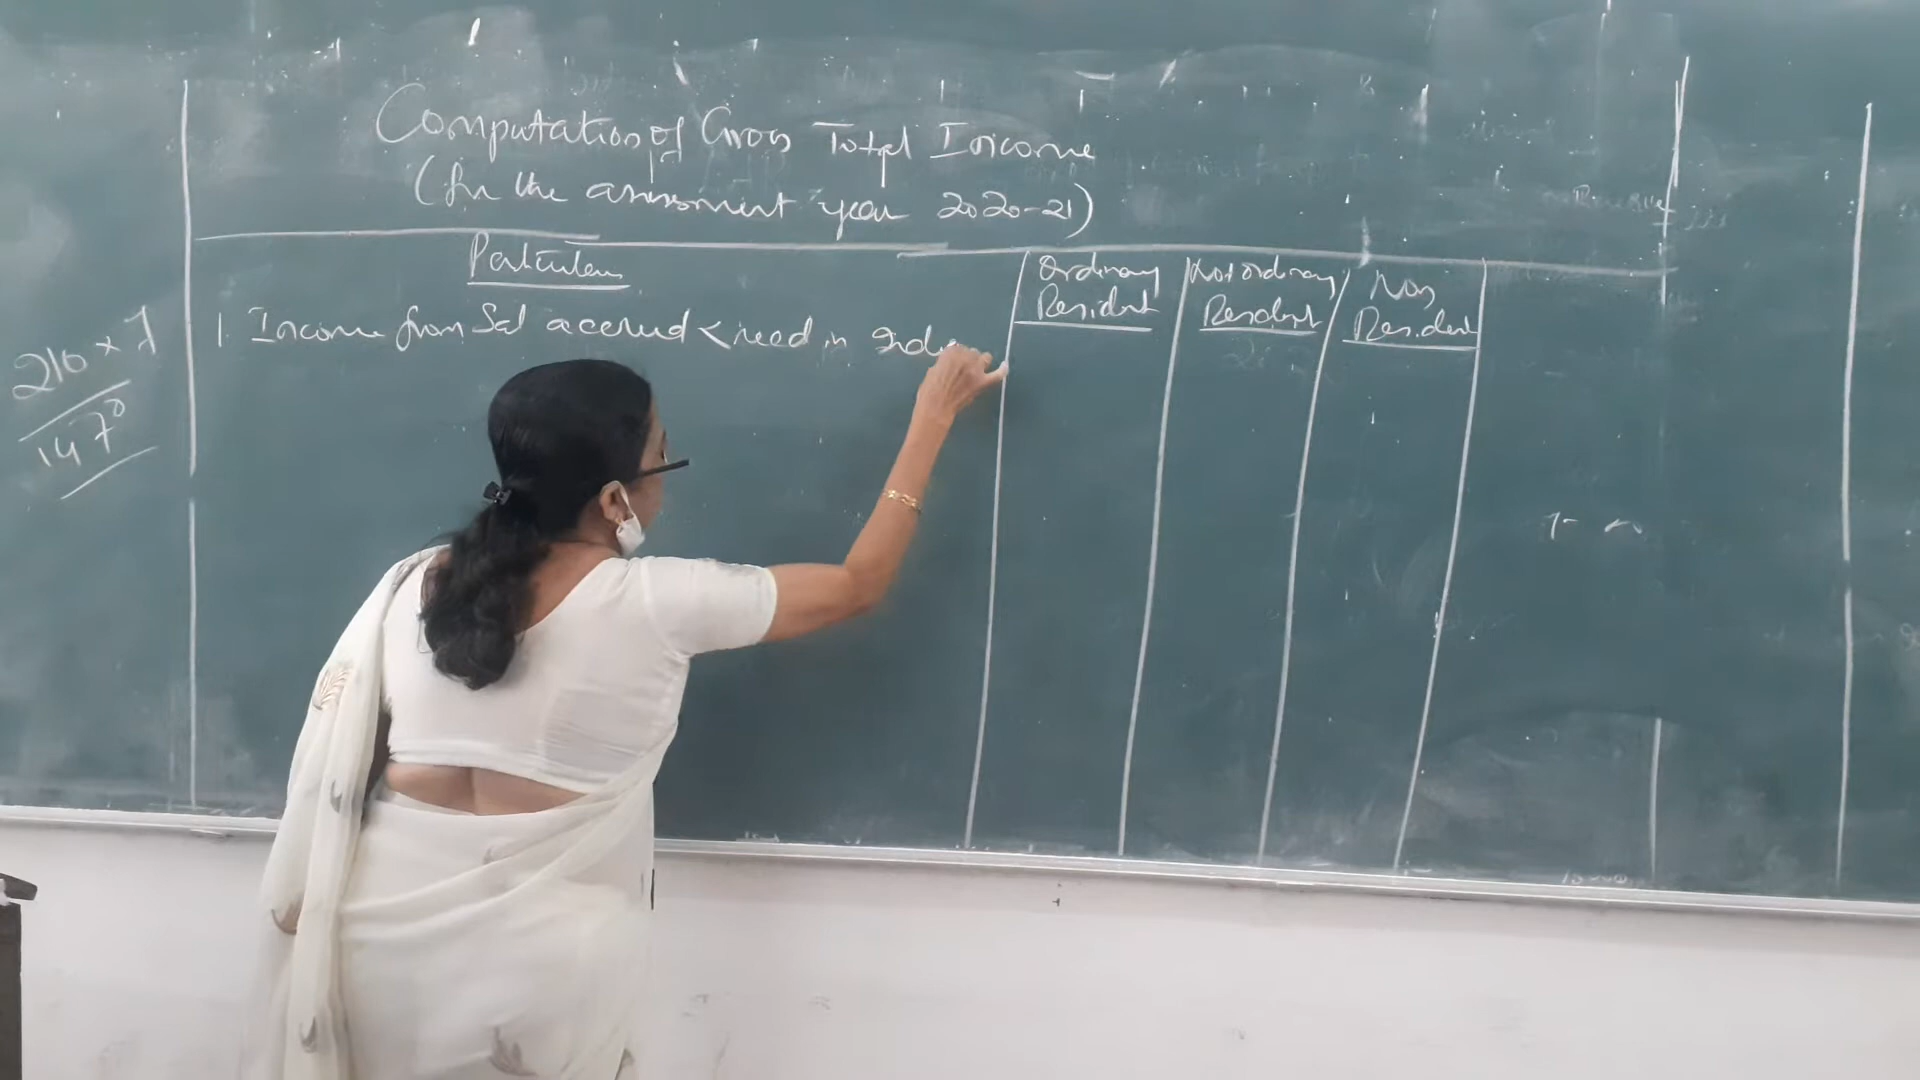 Computation of Gross Total Income
(for the assessment year 2020-21)
Particulars
Ordinary
Resident
Not ordinary
Resident
Non
Resident
1. Income from Sal accrued & recd in India
210 x 7
1470